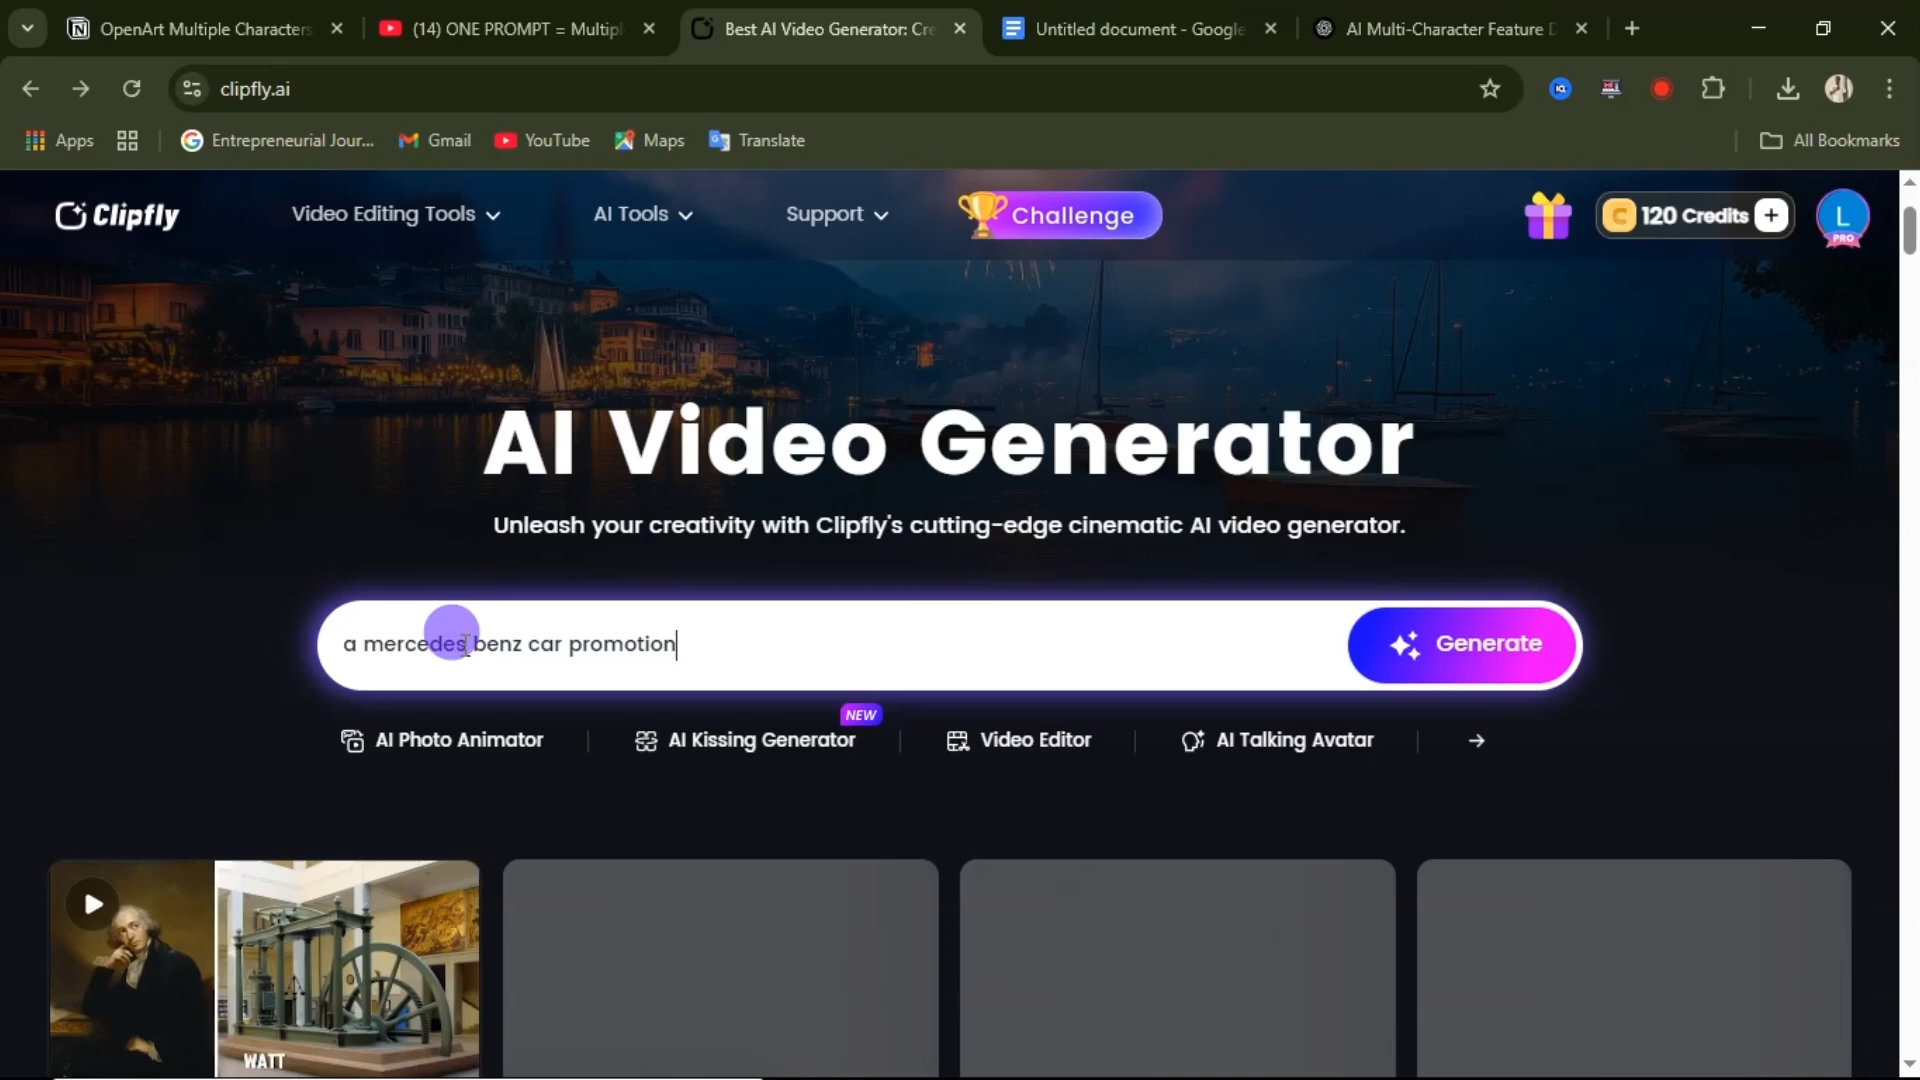 OpenArt Multiple Characters
(14) ONE PROMPT = Multipl
Best AI Video Generator: Cre
Untitled document - Google
AI Multi-Character Feature D
clipfly.ai
Apps
Entrepreneurial Jour...
Gmail
YouTube
Maps
Translate
All Bookmarks
Clipfly
Video Editing Tools
AI Tools
Support
Challenge
C
120 Credits
+
L
PRO
AI Video Generator
Unleash your creativity with Clipfly's cutting-edge cinematic AI video generator.
a mercedes benz car promotion
Generate
NEW
AI Photo Animator
AI Kissing Generator
Video Editor
AI Talking Avatar
WATT